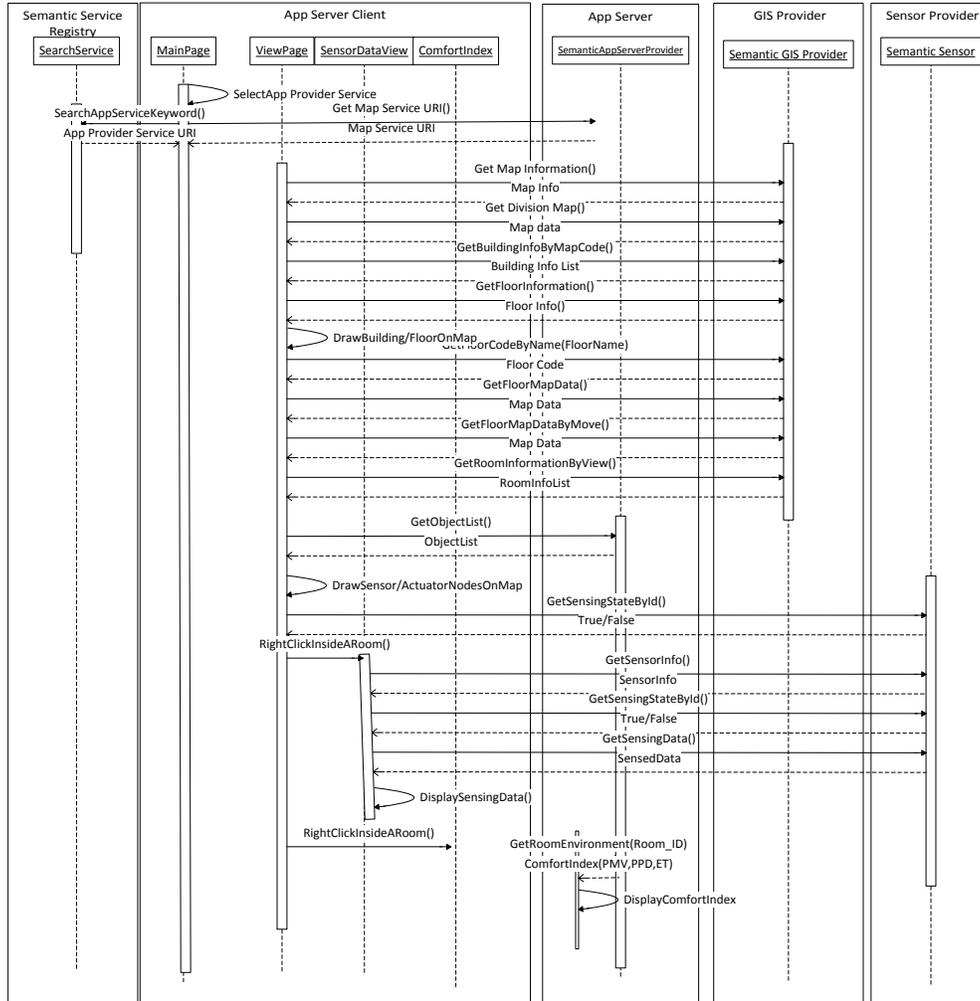 Semantic Service
Registry
App Server Client
App Server
GIS Provider
Sensor Provider
SearchService
MainPage
ViewPage
SensorDataView
ComfortIndex
SemanticAppServerProvider
Semantic GIS Provider
Semantic Sensor
SelectApp Provider Service
SearchAppServiceKeyword()
Get Map Service URI()
App Provider Service URI
Map Service URI
Get Map Information()
Map Info
Get Division Map()
Map data
GetBuildingInfoByMapCode()
Building Info List
GetFloorInformation()
Floor Info()
DrawBuilding/FloorOnMap
GetFloorCodeByName(FloorName)
Floor Code
GetFloorMapData()
Map Data
GetFloorMapDataByMove()
Map Data
GetRoomInformationByView()
RoomInfoList
GetObjectList()
ObjectList
DrawSensor/ActuatorNodesOnMap
GetSensingStateById()
True/False
RightClickInsideARoom()
GetSensorInfo()
SensorInfo
GetSensingStateById()
True/False
GetSensingData()
SensedData
DisplaySensingData()
RightClickInsideARoom()
GetRoomEnvironment(Room_ID)
ComfortIndex(PMV,PPD,ET)
DisplayComfortIndex